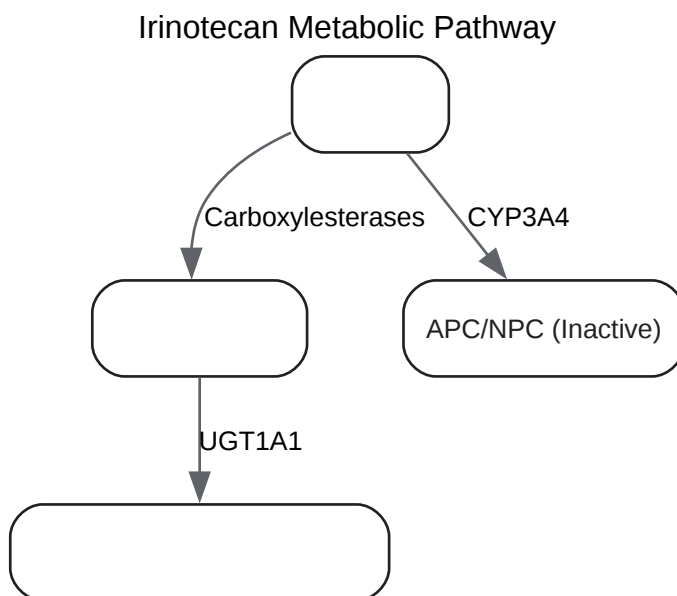 Irinotecan Metabolic Pathway
Carboxylesterases
CYP3A4
APC/NPC (Inactive)
UGT1A1